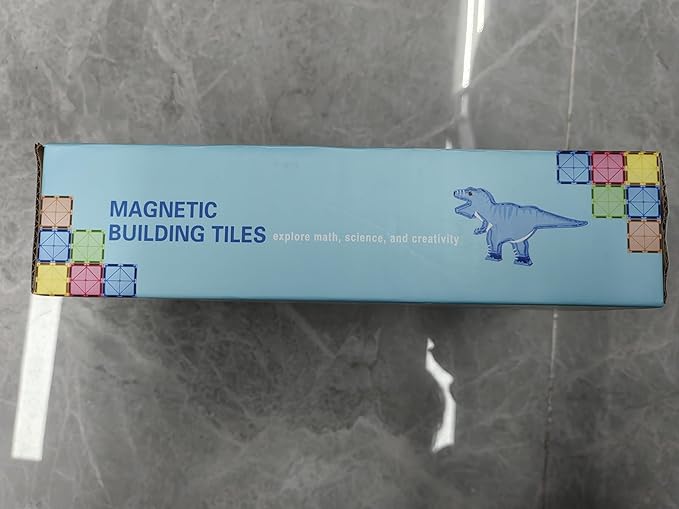 MAGNETIC
BUILDING TILES explore math, science, and creativity